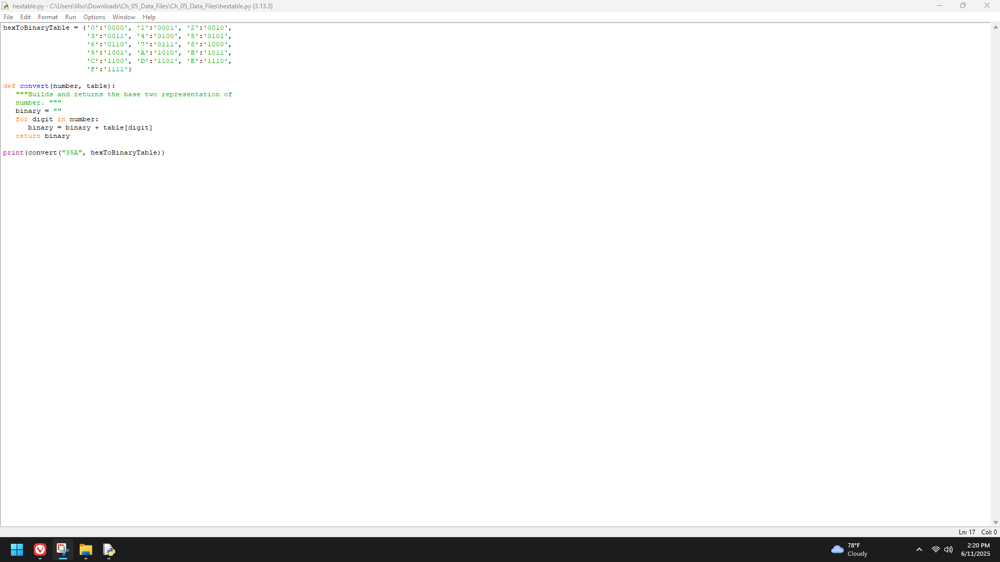 hextable.py - C:\Users\lilso\Downloads\Ch_05_Data_Files\Ch_05_Data_Files\hextable.py (3.13.3)
File Edit Format Run Options Window Help
hexToBinaryTable = {'0':'0000', '1':'0001', '2':'0010',
                    '3':'0011', '4':'0100', '5':'0101',
                    '6':'0110', '7':'0111', '8':'1000',
                    '9':'1001', 'A':'1010', 'B':'1011',
                    'C':'1100', 'D':'1101', 'E':'1110',
                    'F':'1111'}
def convert(number, table):
   """Builds and returns the base two representation of
   number. """
   binary = ""
   for digit in number:
      binary = binary + table[digit]
   return binary
print(convert("35A", hexToBinaryTable))
Ln: 17 Col: 0
78°F
Cloudy
2:20 PM
6/11/2025